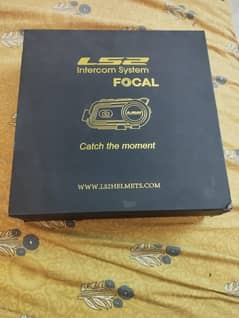 LS2
Intercom System
FOCAL
Catch the moment
WWW.LS2HELMETS.COM